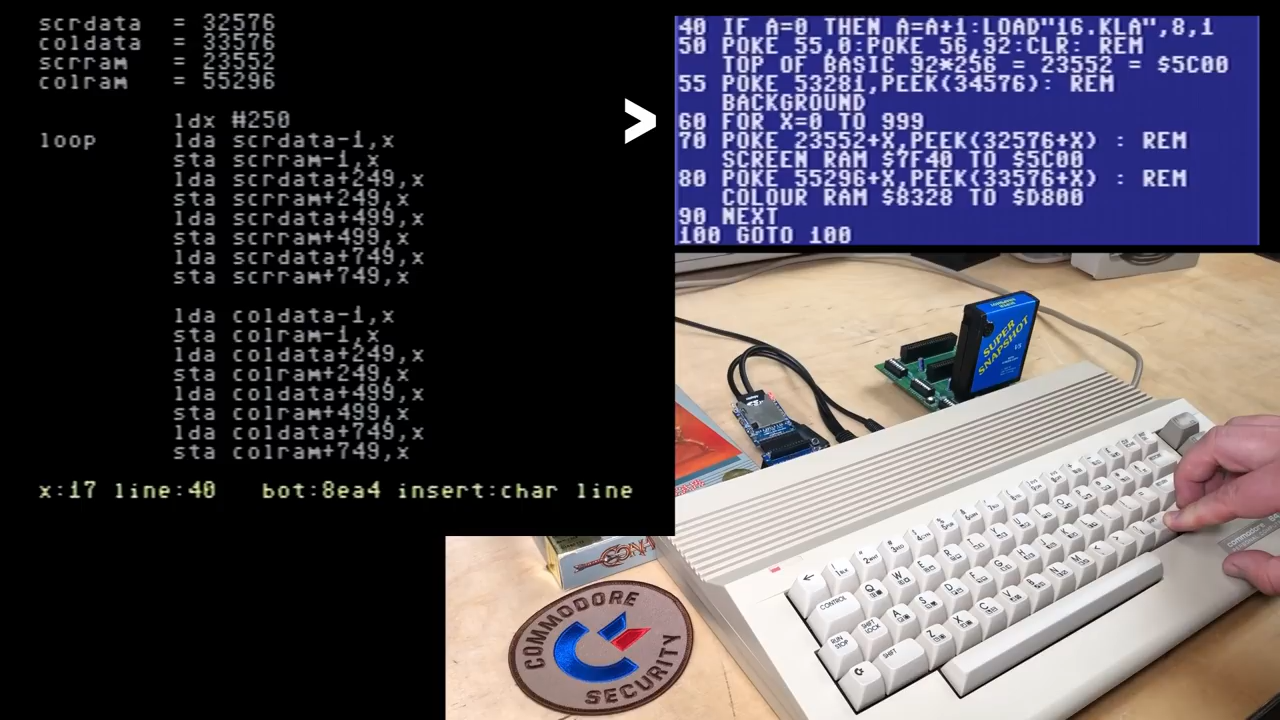 scrdata = 32576
coldata = 33576
scrram = 23552
colram = 55296
ldx #250
loop lda scrdata-1,x
sta scrram-1,x
lda scrdata+249,x
sta scrram+249,x
lda scrdata+499,x
sta scrram+499,x
lda scrdata+749,x
sta scrram+749,x
lda coldata-1,x
sta colram-1,x
lda coldata+249,x
sta colram+249,x
lda coldata+499,x
sta colram+499,x
lda coldata+749,x
sta colram+749,x
x:17 line:40 bot:8ea4 insert:char line
>
40 IF A=0 THEN A=A+1:LOAD"16.KLA",8,1
50 POKE 55,0:POKE 56,92:CLR: REM
TOP OF BASIC 92*256 = 23552 = $5C00
55 POKE 53281,PEEK(34576): REM
BACKGROUND
60 FOR X=0 TO 999
70 POKE 23552+X,PEEK(32576+X) : REM
SCREEN RAM $7F40 TO $5C00
80 POKE 55296+X,PEEK(33576+X) : REM
COLOUR RAM $8328 TO $D800
90 NEXT
100 GOTO 100
SUPER
SNAPSHOT
CONTROL
RUN
STOP
SHIFT
LOCK
SHIFT
Q W E R T Y U
A S D F G H J K L
Z X C V B N M
COMMODORE
SECURITY